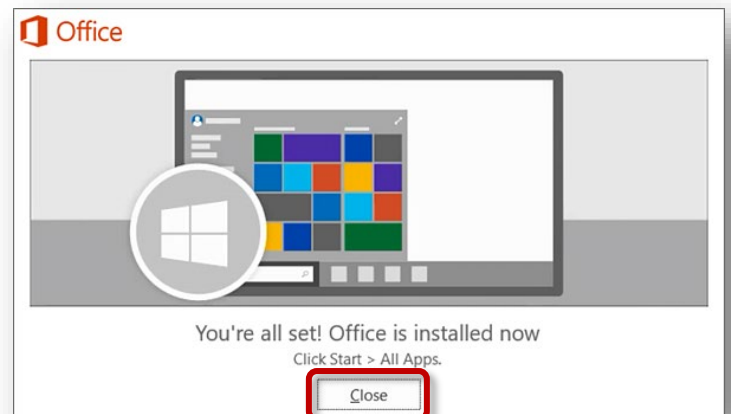 Office
You're all set! Office is installed now
Click Start > All Apps.
Close